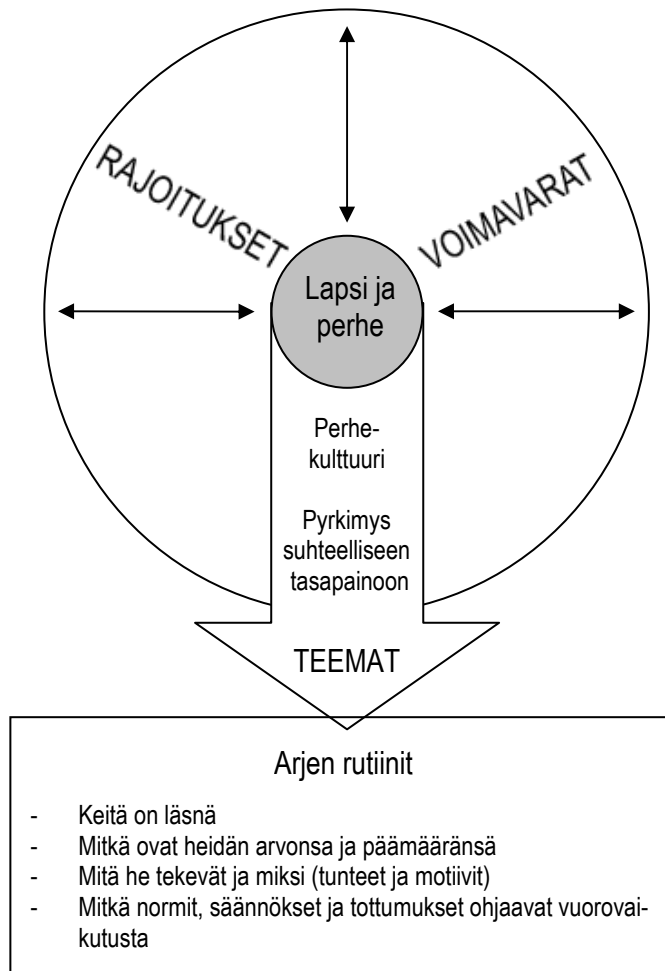 RAJOITUKSET
VOIMAVARAT
Lapsi ja
perhe
Perhe-
kulttuuri
Pyrkimys
suhteelliseen
tasapainoon
TEEMAT
Arjen rutiinit
- Keitä on läsnä
- Mitkä ovat heidän arvonsa ja päämääränsä
- Mitä he tekevät ja miksi (tunteet ja motiivit)
- Mitkä normit, säännökset ja tottumukset ohjaavat vuorovai-
kutusta